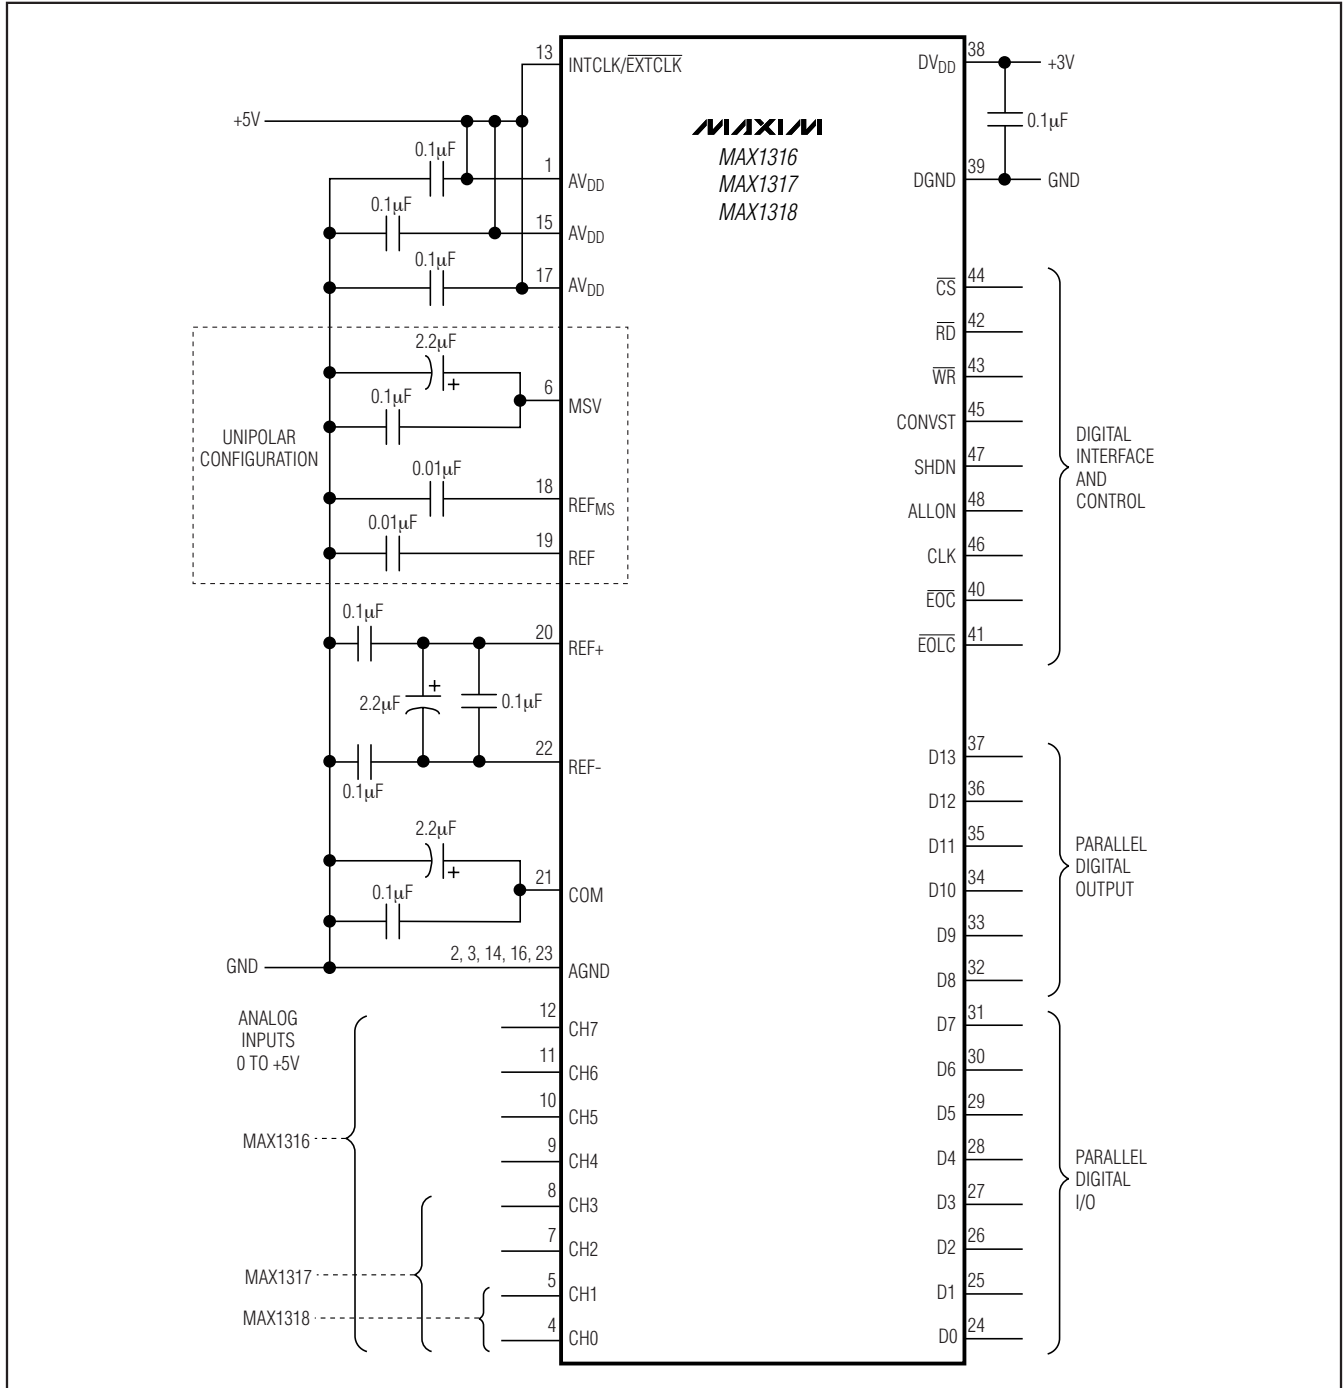 13
INTCLK/EXTCLK
+5V
0.1µF
1
AVDD
0.1µF
15
AVDD
0.1µF
17
AVDD
2.2µF
+
6
MSV
0.1µF
UNIPOLAR
CONFIGURATION
0.01µF
18
REFMS
0.01µF
19
REF
0.1µF
20
REF+
+
2.2µF
0.1µF
22
REF-
0.1µF
2.2µF
+
21
COM
0.1µF
GND
2, 3, 14, 16, 23
AGND
ANALOG
INPUTS
0 TO +5V
12
CH7
11
CH6
10
CH5
MAX1316
9
CH4
8
CH3
7
CH2
MAX1317
5
CH1
MAX1318
4
CH0
MAXIM
MAX1316
MAX1317
MAX1318
DVDD
38
+3V
0.1µF
DGND
39
GND
CS
44
RD
42
WR
43
CONVST
45
SHDN
47
ALLON
48
CLK
46
EOC
40
EOLC
41
DIGITAL
INTERFACE
AND
CONTROL
D13
37
D12
36
D11
35
D10
34
D9
33
D8
32
PARALLEL
DIGITAL
OUTPUT
D7
31
D6
30
D5
29
D4
28
D3
27
D2
26
D1
25
D0
24
PARALLEL
DIGITAL
I/O